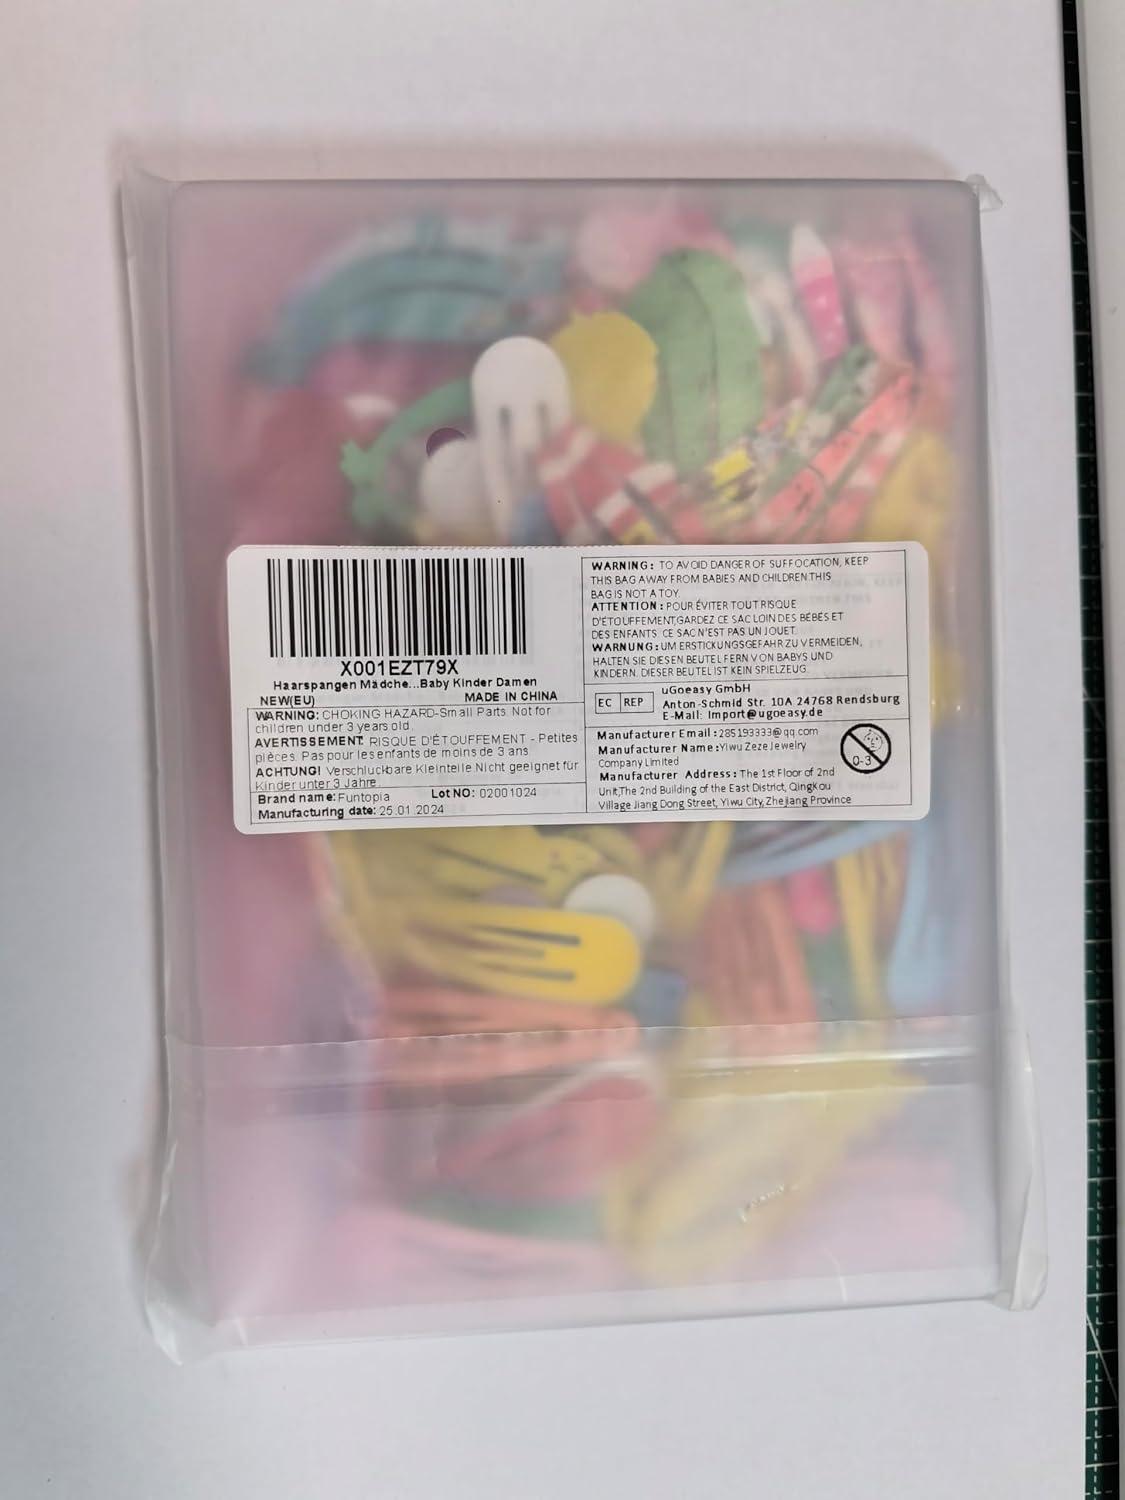 X001EZT79X
Haarspangen Mädche...Baby Kinder Damen
NEW(EU) MADE IN CHINA
WARNING: CHOKING HAZARD-Small Parts. Not for
children under 3 years old.
AVERTISSEMENT: RISQUE D'ÉTOUFFEMENT - Petites
pièces. Pas pour les enfants de moins de 3 ans
ACHTUNG! Verschluckbare Kleinteile.Nicht geeignet für
Kinder unter 3 Jahre.
Brand name: Funtopia Lot NO: 02001024
Manufacturing date: 25.01.2024
WARNING: TO AVOID DANGER OF SUFFOCATION, KEEP
THIS BAG AWAY FROM BABIES AND CHILDREN.THIS
BAG IS NOT A TOY.
ATTENTION : POUR ÉVITER TOUT RISQUE
D'ÉTOUFFEMENT,GARDEZ CE SAC LOIN DES BÉBÉS ET
DES ENFANTS. CE SAC N'EST PAS UN JOUET.
WARNUNG: UM ERSTICKUNGSGEFAHR ZU VERMEIDEN,
HALTEN SIE DIESEN BEUTEL FERN VON BABYS UND
KINDERN. DIESER BEUTEL IST KEIN SPIELZEUG.
EC REP
uGoeasy GmbH
Anton-Schmid Str. 10A 24768 Rendsburg
E-Mail: Import@ugoeasy.de
Manufacturer Email : 285193333@qq.com
Manufacturer Name :Yiwu Zeze Jewelry
Company Limited
Manufacturer Address : The 1st Floor of 2nd
Unit,The 2nd Building of the East District, QingKou
Village Jiang Dong Street, Yiwu City, Zhejiang Province
0-3